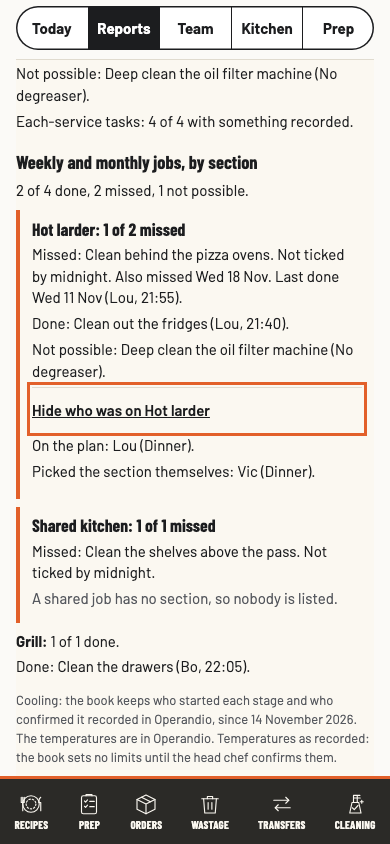 Today Reports Team Kitchen Prep
Not possible: Deep clean the oil filter machine (No
degreaser).
Each-service tasks: 4 of 4 with something recorded.
Weekly and monthly jobs, by section
2 of 4 done, 2 missed, 1 not possible.
Hot larder: 1 of 2 missed
Missed: Clean behind the pizza ovens. Not ticked
by midnight. Also missed Wed 18 Nov. Last done
Wed 11 Nov (Lou, 21:55).
Done: Clean out the fridges (Lou, 21:40).
Not possible: Deep clean the oil filter machine (No
degreaser).
Hide who was on Hot larder
On the plan: Lou (Dinner).
Picked the section themselves: Vic (Dinner).
Shared kitchen: 1 of 1 missed
Missed: Clean the shelves above the pass. Not
ticked by midnight.
A shared job has no section, so nobody is listed.
Grill: 1 of 1 done.
Done: Clean the drawers (Bo, 22:05).
Cooling: the book keeps who started each stage and who
confirmed it recorded in Operandio, since 14 November 2026.
The temperatures are in Operandio. Temperatures as recorded:
the book sets no limits until the head chef confirms them.
RECIPES PREP ORDERS WASTAGE TRANSFERS CLEANING